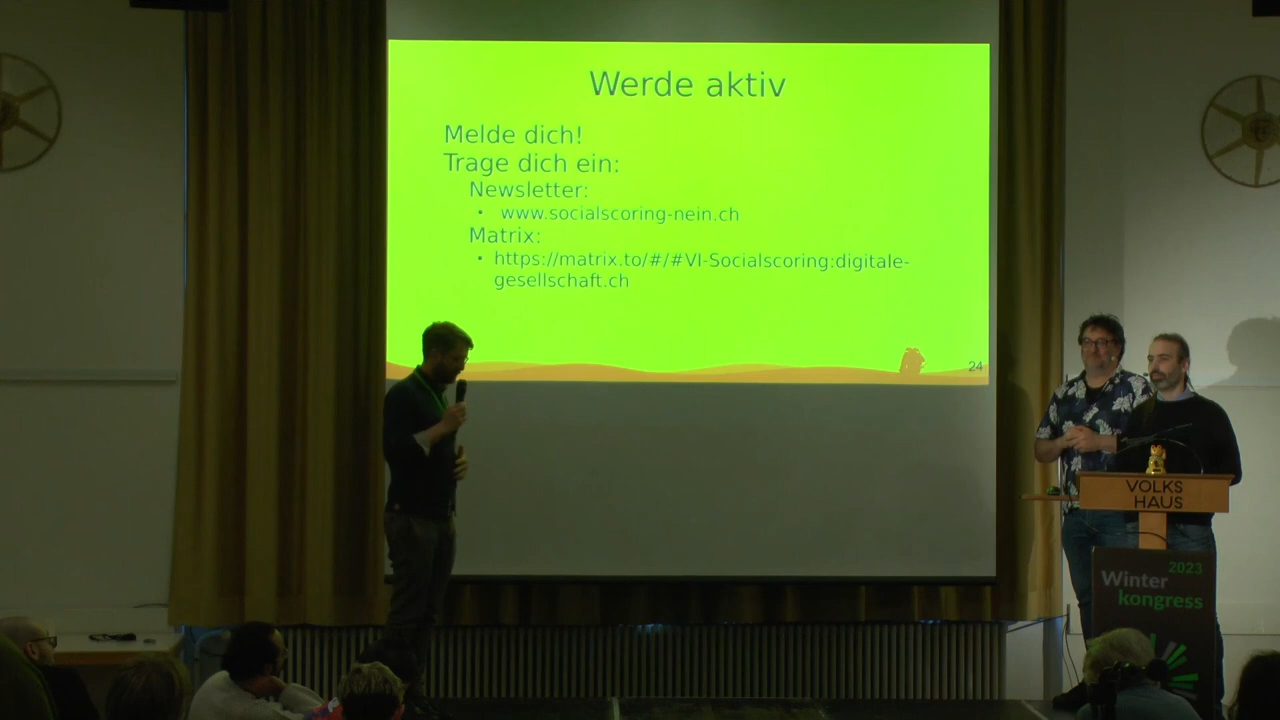 Werde aktiv
Melde dich!
Trage dich ein:
Newsletter:
• www.socialscoring-nein.ch
Matrix:
• https://matrix.to/#/#VI-Socialscoring:digitale-
gesellschaft.ch
24
VOLKS
HAUS
2023
Winter
kongress